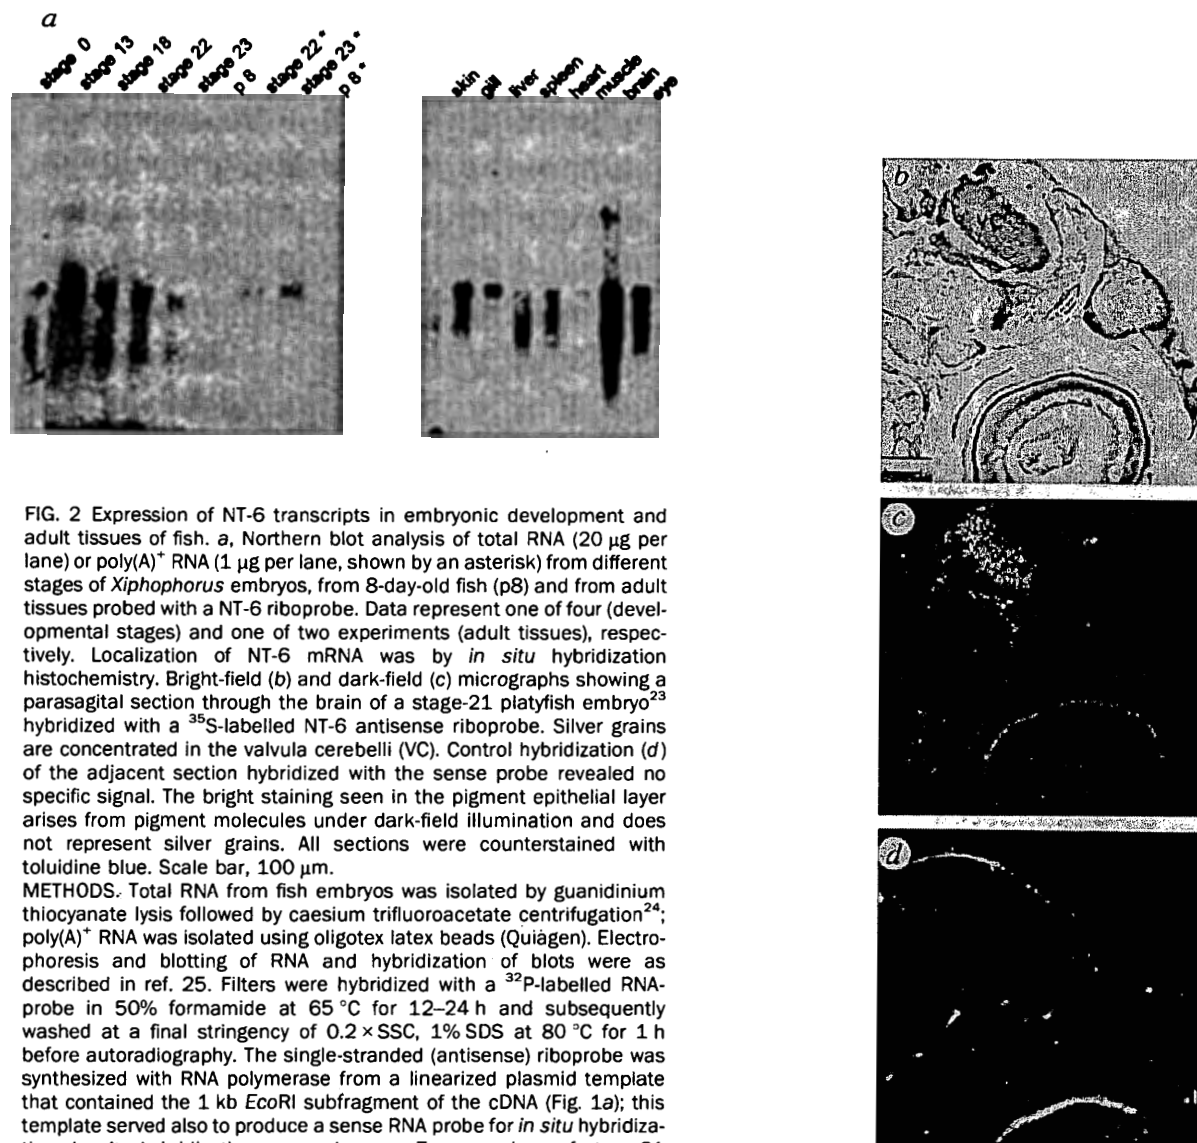 a
stage 0
stage 13
stage 18
stage 22
stage 23
p 8
stage 22*
stage 23*
p 8*
skin
gill
liver
spleen
heart
muscle
brain
eye
b
c
d
FIG. 2 Expression of NT-6 transcripts in embryonic development and
adult tissues of fish. a, Northern blot analysis of total RNA (20 μg per
lane) or poly(A)⁺ RNA (1 μg per lane, shown by an asterisk) from different
stages of Xiphophorus embryos, from 8-day-old fish (p8) and from adult
tissues probed with a NT-6 riboprobe. Data represent one of four (devel-
opmental stages) and one of two experiments (adult tissues), respec-
tively. Localization of NT-6 mRNA was by in situ hybridization
histochemistry. Bright-field (b) and dark-field (c) micrographs showing a
parasagital section through the brain of a stage-21 platyfish embryo²³
hybridized with a ³⁵S-labelled NT-6 antisense riboprobe. Silver grains
are concentrated in the valvula cerebelli (VC). Control hybridization (d)
of the adjacent section hybridized with the sense probe revealed no
specific signal. The bright staining seen in the pigment epithelial layer
arises from pigment molecules under dark-field illumination and does
not represent silver grains. All sections were counterstained with
toluidine blue. Scale bar, 100 μm.
METHODS. Total RNA from fish embryos was isolated by guanidinium
thiocyanate lysis followed by caesium trifluoroacetate centrifugation²⁴;
poly(A)⁺ RNA was isolated using oligotex latex beads (Quiagen). Electro-
phoresis and blotting of RNA and hybridization of blots were as
described in ref. 25. Filters were hybridized with a ³²P-labelled RNA-
probe in 50% formamide at 65 °C for 12–24 h and subsequently
washed at a final stringency of 0.2 × SSC, 1% SDS at 80 °C for 1 h
before autoradiography. The single-stranded (antisense) riboprobe was
synthesized with RNA polymerase from a linearized plasmid template
that contained the 1 kb EcoRI subfragment of the cDNA (Fig. 1a); this
template served also to produce a sense RNA probe for in situ hybridiza-